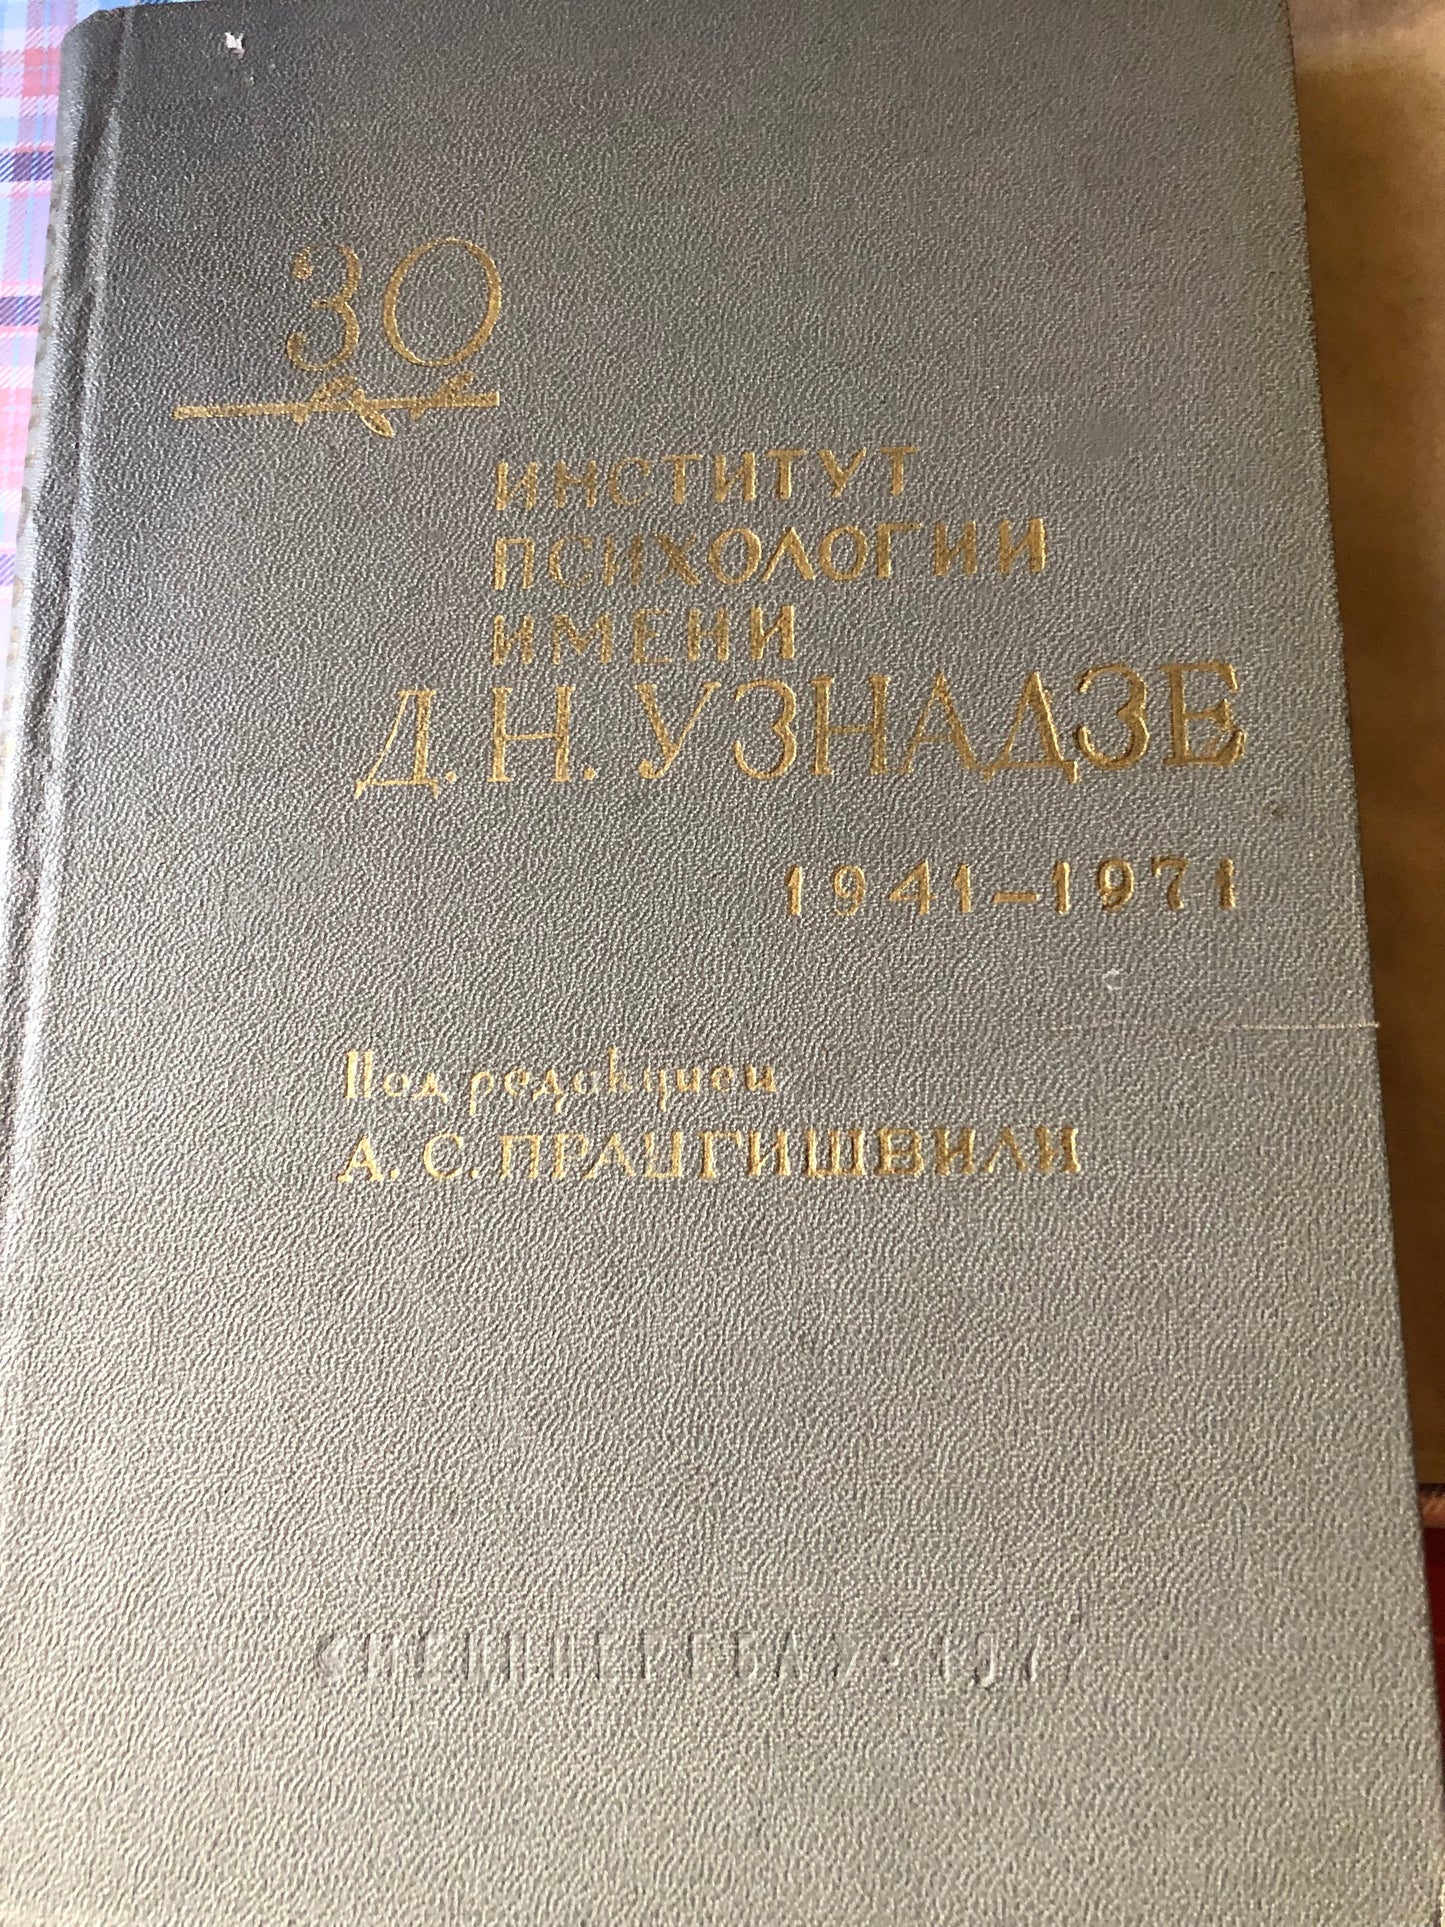 30
ИНСТИТУТ
ПСИХОЛОГИИ
ИМЕНИ
Д. Н. УЗНАДЗЕ
1941–1971
Под редакцией
А. С. ПРАНГИШВИЛИ